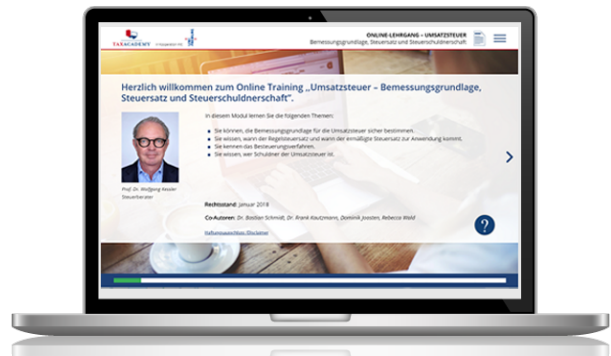 TAXACADEMY
ONLINE-LEHRGANG – UMSATZSTEUER
Bemessungsgrundlage, Steuersatz und Steuerschuldnerschaft
Herzlich willkommen zum Online Training „Umsatzsteuer – Bemessungsgrundlage,
Steuersatz und Steuerschuldnerschaft“.
In diesem Modul lernen Sie die folgenden Themen:
Sie können, die Bemessungsgrundlage für die Umsatzsteuer sicher bestimmen.
Sie wissen, wann der Regelsteuersatz und wann der ermäßigte Steuersatz zur Anwendung kommt.
Sie kennen das Besteuerungsverfahren.
Sie wissen, wer Schuldner der Umsatzsteuer ist.
Prof. Dr. Wolfgang Kessler
Steuerberater
Rechtsstand: Januar 2018
Co-Autoren: Dr. Bastian Schmidt, Dr. Frank Kautzmann, Dominik Joosten, Rebecca Wald
Haftungsausschluss /Disclaimer
?